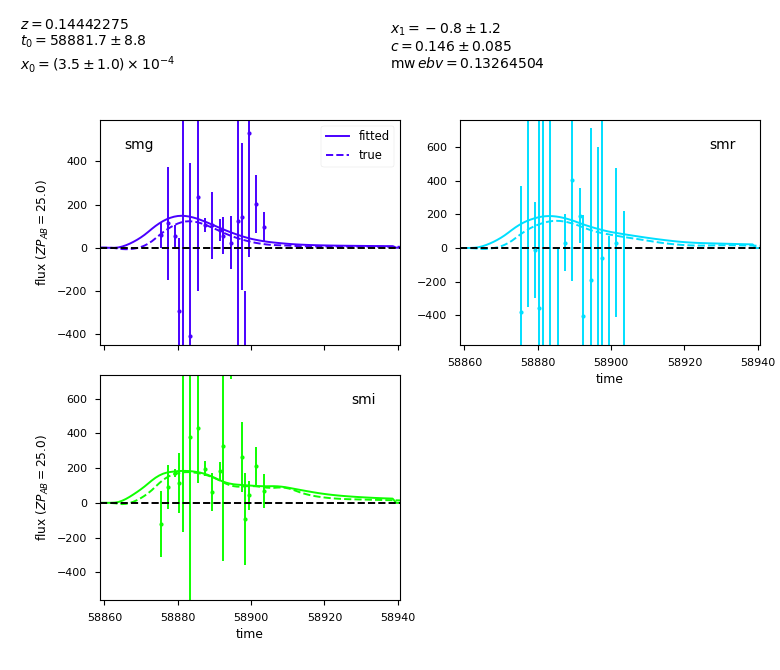 z = 0.14442275
t₀ = 58881.7 ± 8.8
x₀ = (3.5 ± 1.0) × 10⁻⁴
x₁ = −0.8 ± 1.2
c = 0.146 ± 0.085
mw ebv = 0.13264504
smg
fitted
true
400
200
0
−200
−400
flux (ZP_AB = 25.0)
smr
600
400
200
0
−200
−400
58860 58880 58900 58920 58940
time
smi
600
400
200
0
−200
−400
flux (ZP_AB = 25.0)
58860 58880 58900 58920 58940
time